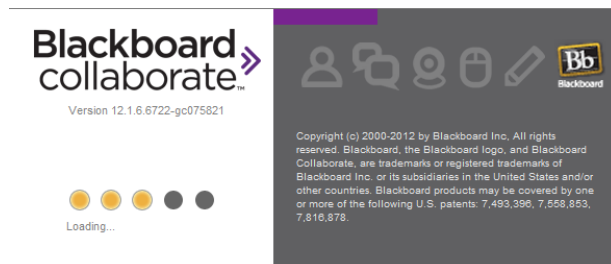 Blackboard
collaborate™
Version 12.1.6.6722-gc075821
Loading...
Bb
Blackboard
Copyright (c) 2000-2012 by Blackboard Inc, All rights
reserved. Blackboard, the Blackboard logo, and Blackboard
Collaborate, are trademarks or registered trademarks of
Blackboard Inc. or its subsidiaries in the United States and/or
other countries. Blackboard products may be covered by one
or more of the following U.S. patents: 7,493,396, 7,558,853,
7,816,878.